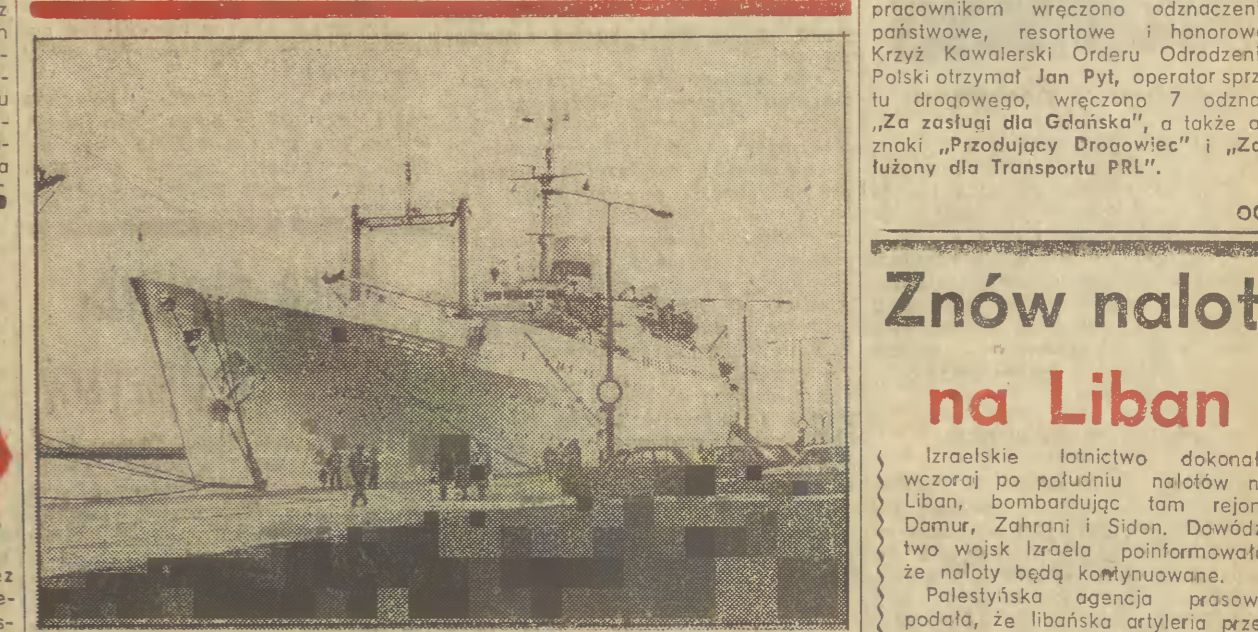 z
n
-
-
u
-
-
a
-
ez
e-
s-
pracownikom wręczono odznaczen
państwowe, resortowe i honorowe
Krzyż Kawalerski Orderu Odrodzeni
Polski otrzymał Jan Pyt, operator sprz
tu drogowego, wręczono 7 odzna
„Za zasługi dla Gdańska”, a także o
znaki „Przodujący Drogowiec” i „Za
łużony dla Transportu PRL”.
Znów nalot
na Liban
Izraelskie lotnictwo dokonał
wczoraj po południu nalotów n
Liban, bombardując tam rejon
Damur, Zahrani i Sidon. Dowódz
two wojsk Izraela poinformował
że naloty będą kontynuowane.
Palestyńska agencja prasow
podała, że libańska artyleria prze